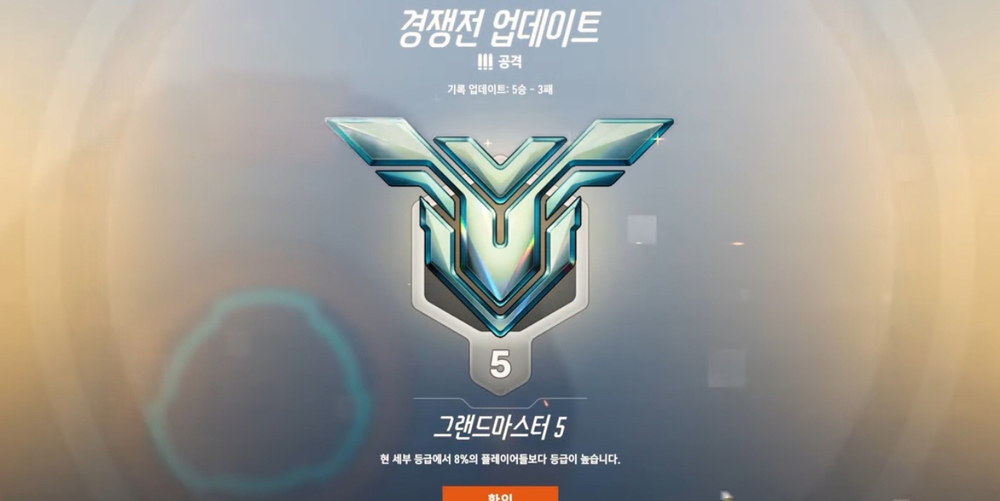 경쟁전 업데이트
공격
기록 업데이트: 5승 - 3패
5
그랜드마스터 5
현 세부 등급에서 8%의 플레이어들보다 등급이 높습니다.
확인